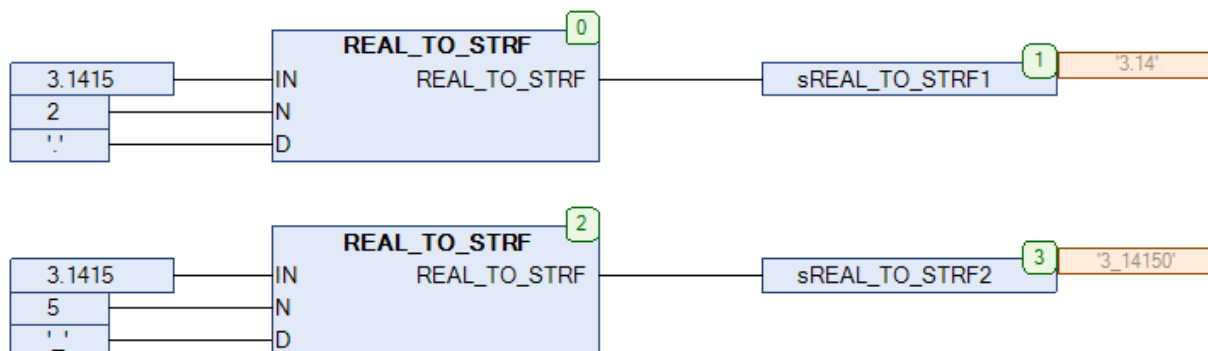 0
REAL_TO_STRF
3.1415 IN REAL_TO_STRF sREAL_TO_STRF1 1 '3.14'
2 N
'.' D
2
REAL_TO_STRF
3.1415 IN REAL_TO_STRF sREAL_TO_STRF2 3 '3_14150'
5 N
'_' D